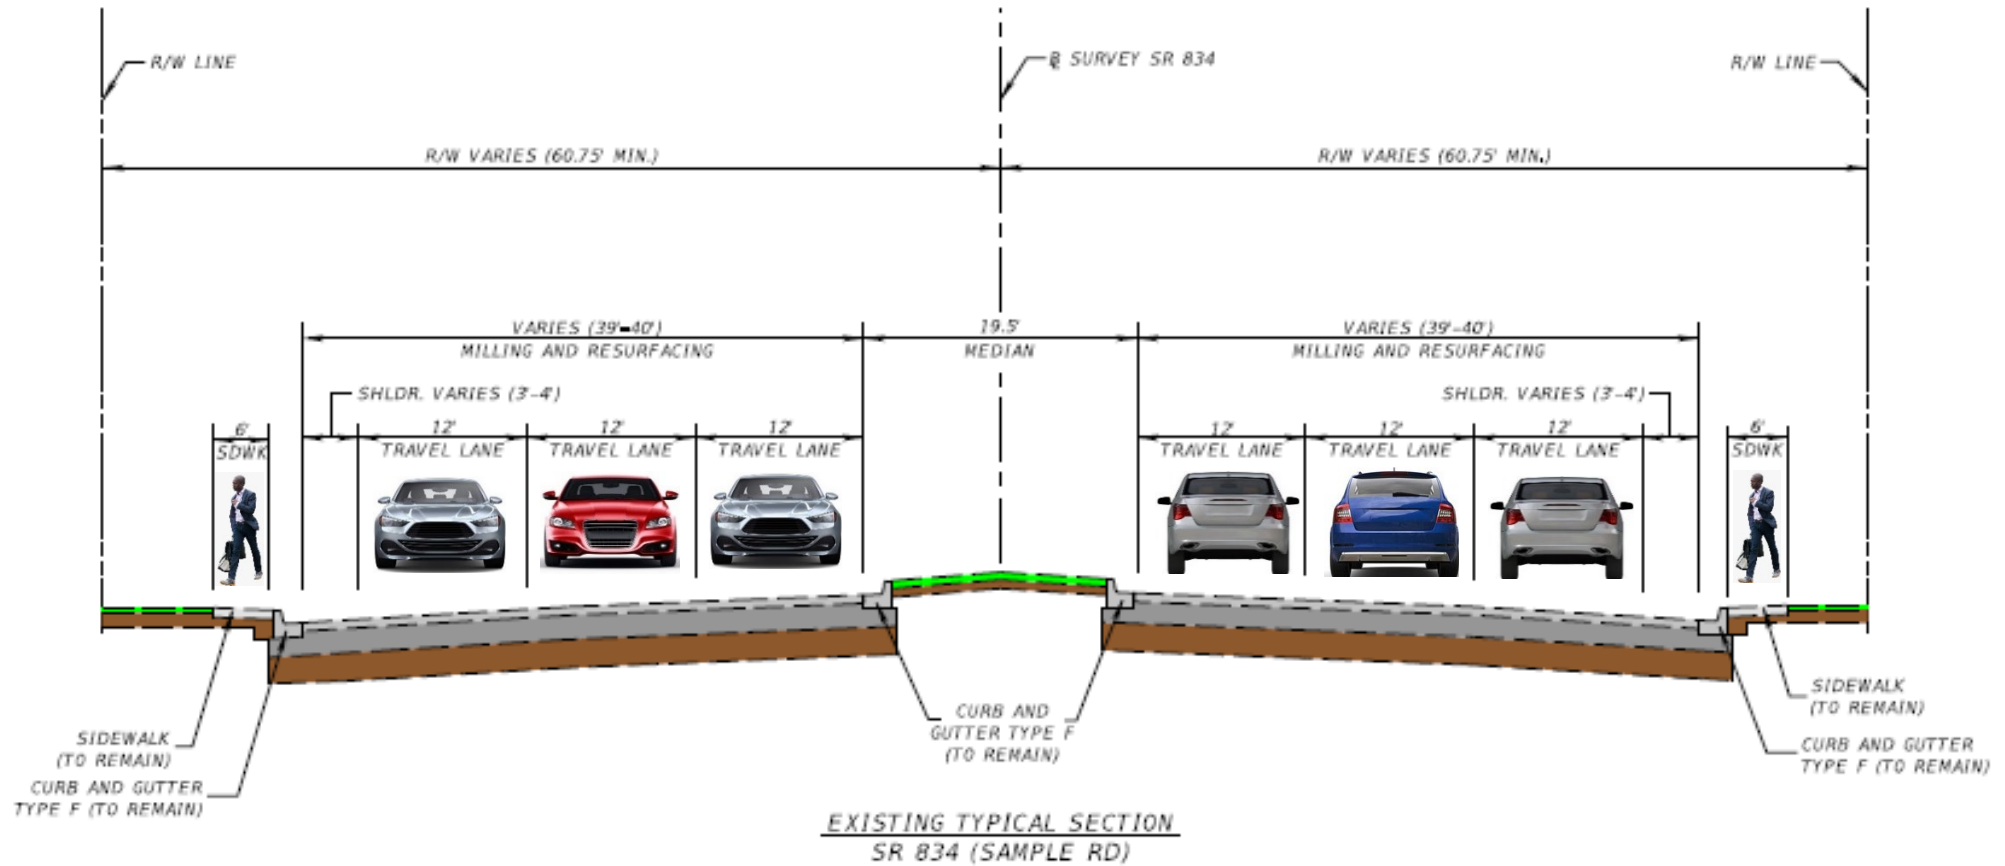 R/W LINE
℄ SURVEY SR 834
R/W LINE
R/W VARIES (60.75' MIN.)
R/W VARIES (60.75' MIN.)
VARIES (39'-40')
MILLING AND RESURFACING
19.5'
MEDIAN
VARIES (39'-40')
MILLING AND RESURFACING
SHLDR. VARIES (3'-4')
SHLDR. VARIES (3'-4')
6'
SDWK
12'
TRAVEL LANE
12'
TRAVEL LANE
12'
TRAVEL LANE
12'
TRAVEL LANE
12'
TRAVEL LANE
12'
TRAVEL LANE
6'
SDWK
SIDEWALK
(TO REMAIN)
CURB AND GUTTER
TYPE F (TO REMAIN)
CURB AND
GUTTER TYPE F
(TO REMAIN)
SIDEWALK
(TO REMAIN)
CURB AND GUTTER
TYPE F (TO REMAIN)
EXISTING TYPICAL SECTION
SR 834 (SAMPLE RD)